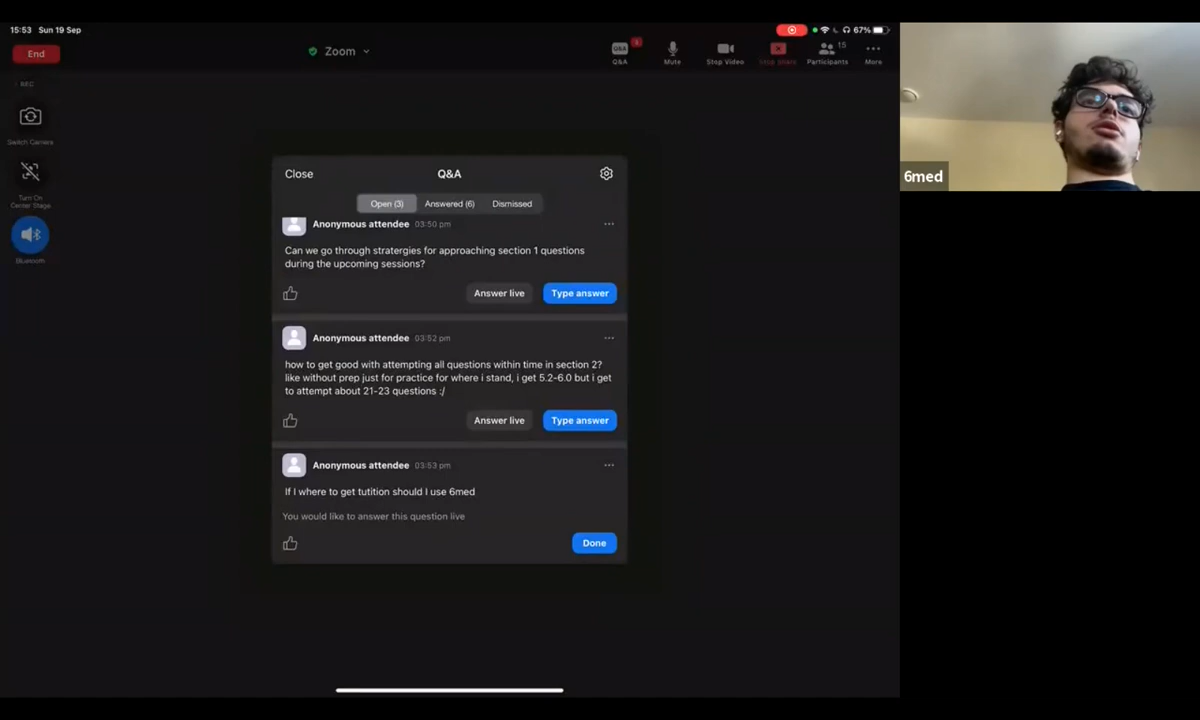 15:53 Sun 19 Sep
67%
End
Zoom
Q&A
1
Q&A
Mute
Stop Video
Stop Share
15
Participants
More
REC
Switch Camera
Turn On
Center Stage
Bluetooth
6med
Close
Q&A
Open (3)
Answered (6)
Dismissed
Anonymous attendee 03:50 pm
Can we go through stratergies for approaching section 1 questions
during the upcoming sessions?
Answer live
Type answer
Anonymous attendee 03:52 pm
how to get good with attempting all questions within time in section 2?
like without prep just for practice for where i stand, i get 5.2-6.0 but i get
to attempt about 21-23 questions :/
Answer live
Type answer
Anonymous attendee 03:53 pm
If I where to get tutition should I use 6med
You would like to answer this question live
Done